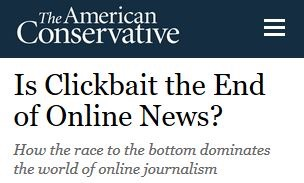 The American
Conservative
Is Clickbait the End
of Online News?
How the race to the bottom dominates
the world of online journalism